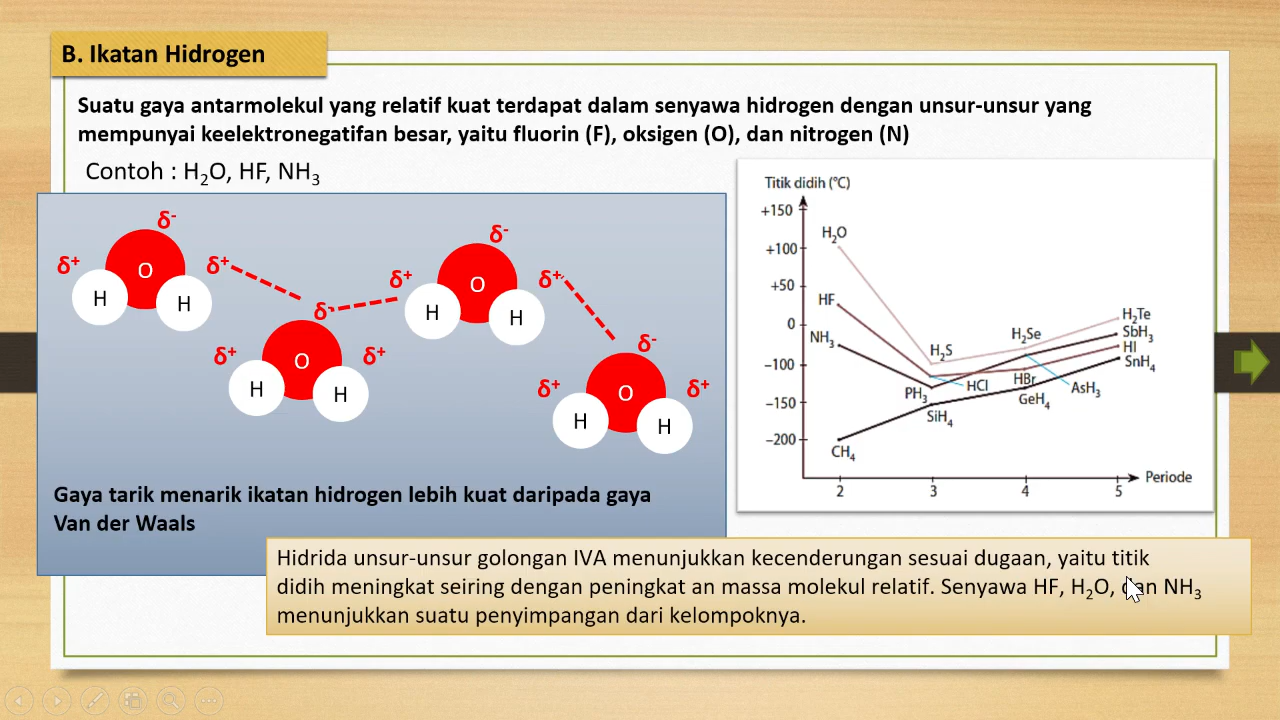 B. Ikatan Hidrogen
Suatu gaya antarmolekul yang relatif kuat terdapat dalam senyawa hidrogen dengan unsur-unsur yang
mempunyai keelektronegatifan besar, yaitu fluorin (F), oksigen (O), dan nitrogen (N)
Contoh : H₂O, HF, NH₃
δ⁻
δ⁺ O δ⁺
H H
δ⁻
δ⁺ O δ⁺
H H
δ⁻
δ⁺ O δ⁺
H H
δ⁻
δ⁺ O δ⁺
H H
Gaya tarik menarik ikatan hidrogen lebih kuat daripada gaya
Van der Waals
Titik didih (°C)
+150
+100
+50
0
−100
−150
−200
H₂O
HF
NH₃
CH₄
H₂S
HCl
PH₃
SiH₄
H₂Se
HBr
AsH₃
GeH₄
H₂Te
SbH₃
HI
SnH₄
2 3 4 5 Periode
Hidrida unsur-unsur golongan IVA menunjukkan kecenderungan sesuai dugaan, yaitu titik
didih meningkat seiring dengan peningkat an massa molekul relatif. Senyawa HF, H₂O, dan NH₃
menunjukkan suatu penyimpangan dari kelompoknya.